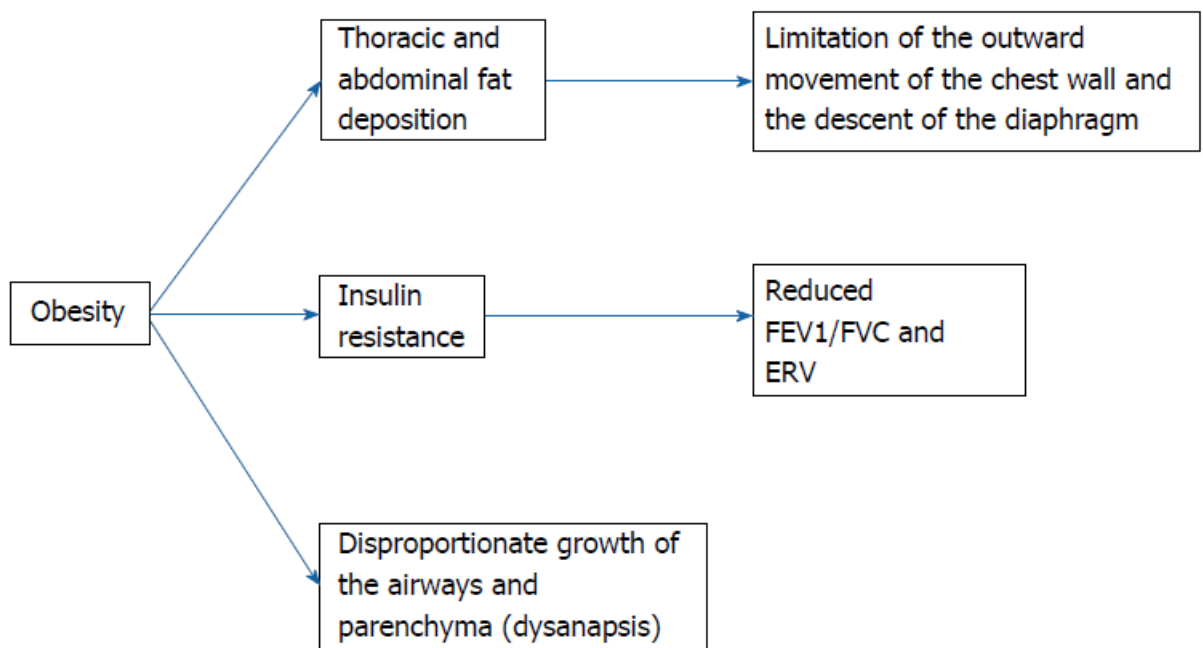 Thoracic and
abdominal fat
deposition
Limitation of the outward
movement of the chest wall and
the descent of the diaphragm
Obesity
Insulin
resistance
Reduced
FEV1/FVC and
ERV
Disproportionate growth of
the airways and
parenchyma (dysanapsis)